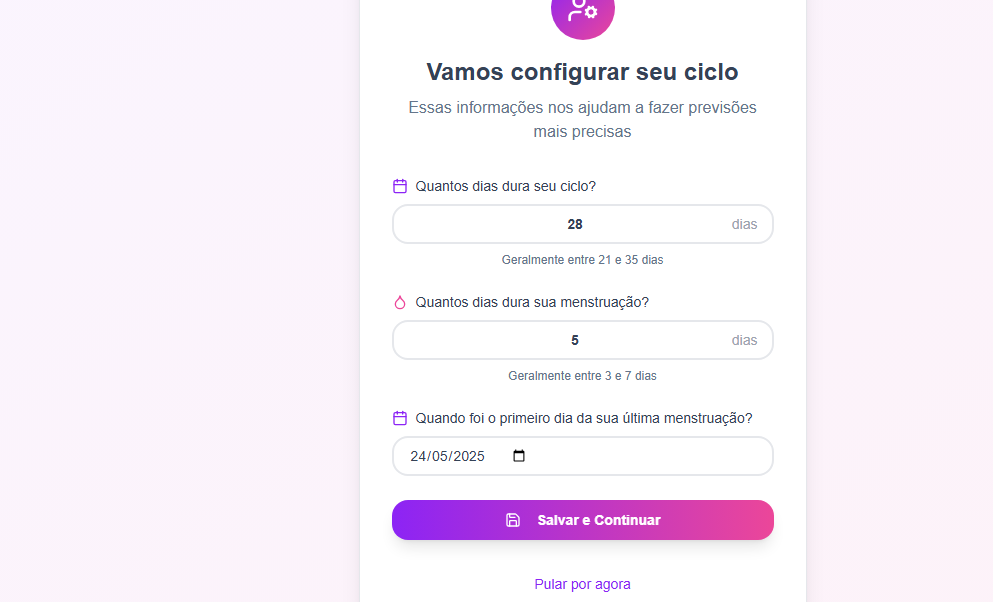 Vamos configurar seu ciclo
Essas informações nos ajudam a fazer previsões
mais precisas
Quantos dias dura seu ciclo?
28 dias
Geralmente entre 21 e 35 dias
Quantos dias dura sua menstruação?
5 dias
Geralmente entre 3 e 7 dias
Quando foi o primeiro dia da sua última menstruação?
24/05/2025
Salvar e Continuar
Pular por agora